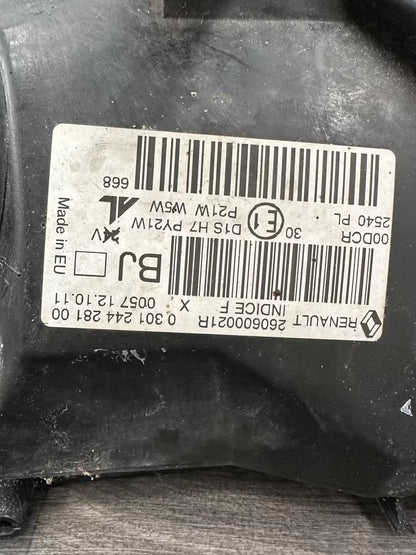 RENAULT 260600021R 0 301 244 281 00
INDICE F X 0057 12.10.11
BJ
00DCR
2540 PL
30 E1 D1S H7 PY21W V
P21W W5W AL
668
Made in EU